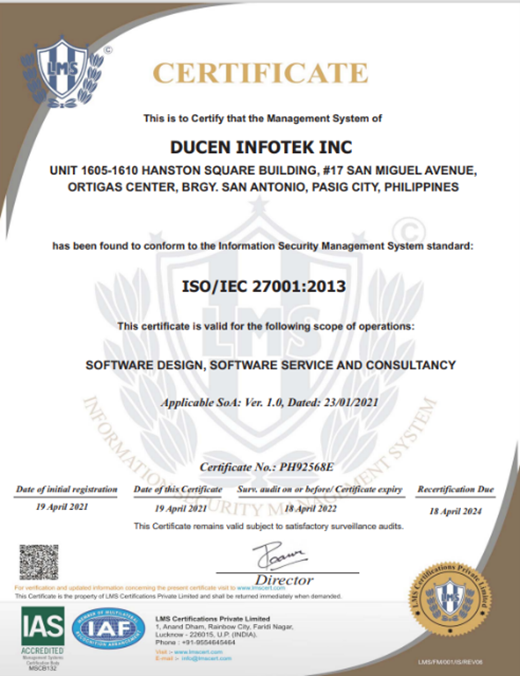 LMS
©
CERTIFICATE
This is to Certify that the Management System of
DUCEN INFOTEK INC
UNIT 1605-1610 HANSTON SQUARE BUILDING, #17 SAN MIGUEL AVENUE,
ORTIGAS CENTER, BRGY. SAN ANTONIO, PASIG CITY, PHILIPPINES
©
has been found to conform to the Information Security Management System standard:
ISO/IEC 27001:2013
LMS
This certificate is valid for the following scope of operations:
SOFTWARE DESIGN, SOFTWARE SERVICE AND CONSULTANCY
Applicable SoA: Ver. 1.0, Dated: 23/01/2021
INFORMATION SECURITY MANAGEMENT SYSTEM
Certificate No.: PH92568E
Date of initial registration Date of this Certificate Surv. audit on or before/ Certificate expiry Recertification Due
19 April 2021 19 April 2021 18 April 2022 18 April 2024
This Certificate remains valid subject to satisfactory surveillance audits.
Director
For verification and updated information concerning the present certificate visit to www.lmscert.com
This Certificate is the property of LMS Certifications Private Limited and shall be returned immediately when demanded.
LMS Certifications Private Limited
LMS
IAS
ACCREDITED
Management Systems
Certification Body
MSCB132
MEMBER OF MULTILATERAL
IAF
RECOGNITION ARRANGEMENT
LMS Certifications Private Limited
1, Anand Dham, Rainbow City, Faridi Nagar,
Lucknow - 226015, U.P. (INDIA).
Phone : +91-9554645464
Visit :- www.lmscert.com
E-mail :- info@lmscert.com
LMS/FM/001/IS/REV06